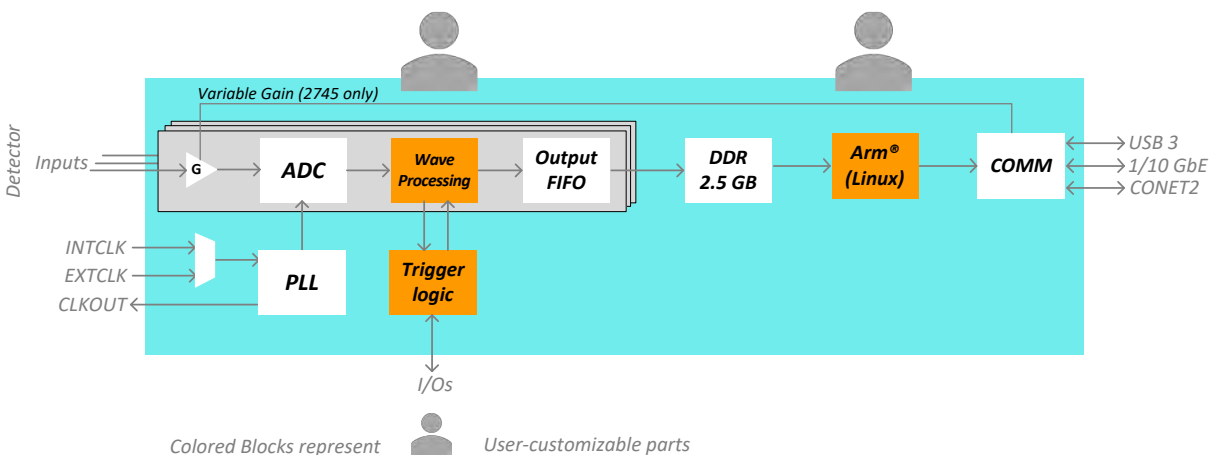 Variable Gain (2745 only)
Detector
Inputs
G
ADC
Wave
Processing
Output
FIFO
DDR
2.5 GB
Arm®
(Linux)
COMM
USB 3
1/10 GbE
CONET2
INTCLK
EXTCLK
CLKOUT
PLL
Trigger
logic
I/Os
Colored Blocks represent
User-customizable parts